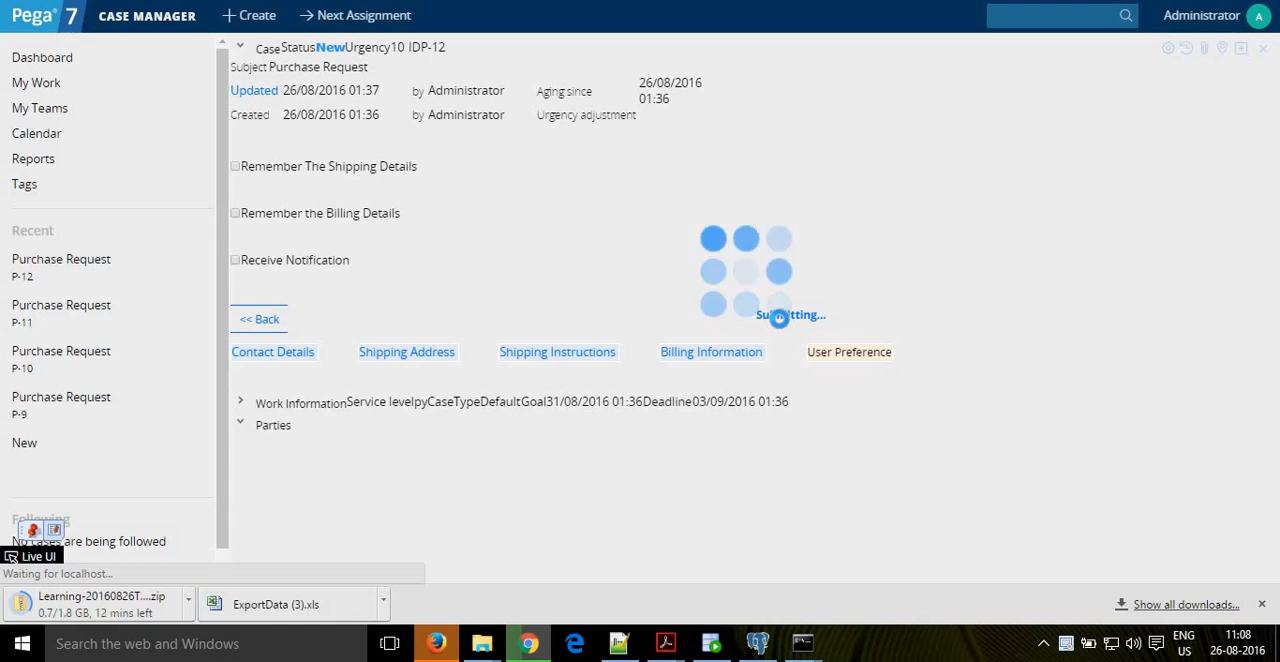 Pega 7 CASE MANAGER + Create Next Assignment Administrator A
Dashboard
My Work
My Teams
Calendar
Reports
Tags
Recent
Purchase Request
P-12
Purchase Request
P-11
Purchase Request
P-10
Purchase Request
P-9
New
Following
No cases are being followed
Live UI
CaseStatusNewUrgency10 IDP-12
Subject Purchase Request
Updated 26/08/2016 01:37 by Administrator Aging since 26/08/2016 01:36
Created 26/08/2016 01:36 by Administrator Urgency adjustment
Remember The Shipping Details
Remember the Billing Details
Receive Notification
Submitting...
<< Back
Contact Details Shipping Address Shipping Instructions Billing Information User Preference
Work InformationService levelpyCaseTypeDefaultGoal31/08/2016 01:36Deadline03/09/2016 01:36
Parties
Waiting for localhost...
Learning-20160826T....zip
0.7/1.8 GB, 12 mins left
ExportData (3).xls
Show all downloads...
Search the web and Windows
ENG
US
11:08
26-08-2016